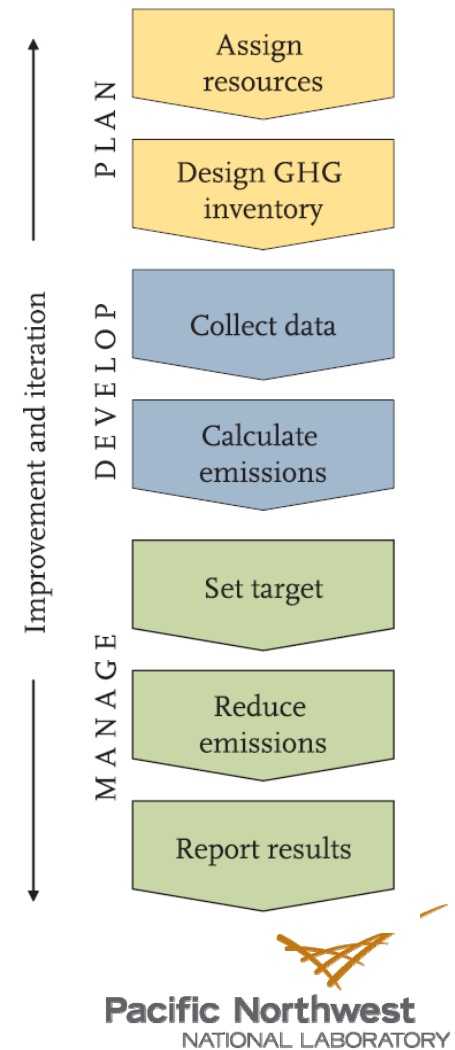 PLAN
Assign
resources
Design GHG
inventory
Improvement and iteration
DEVELOP
Collect data
Calculate
emissions
MANAGE
Set target
Reduce
emissions
Report results
Pacific Northwest
NATIONAL LABORATORY